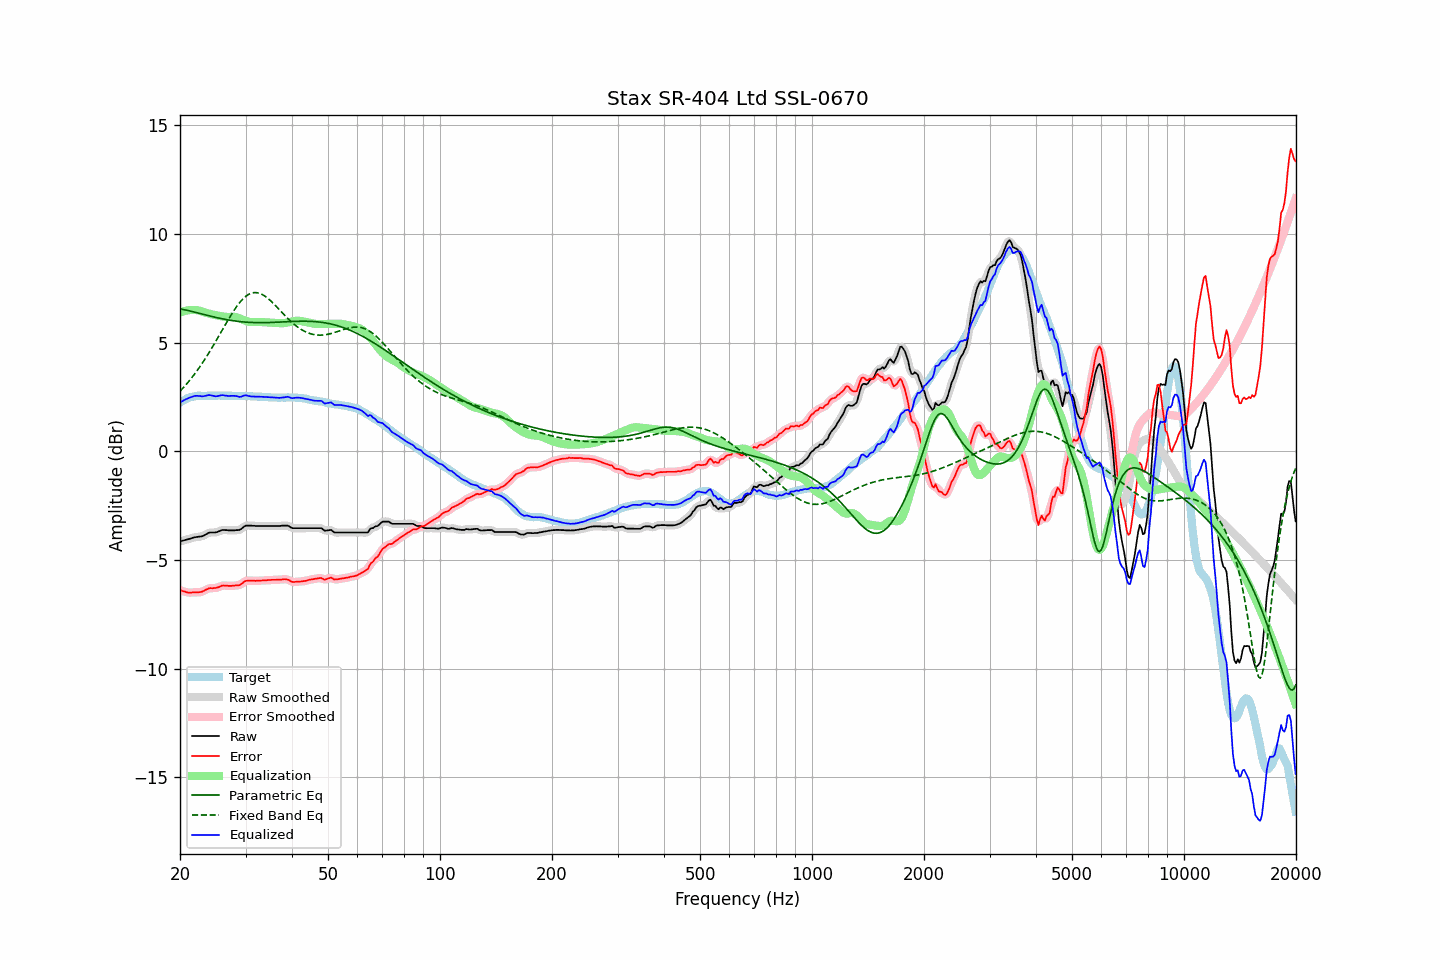 Stax SR-404 Ltd SSL-0670
15
10
5
0
−5
−10
−15
Amplitude (dBr)
Target
Raw Smoothed
Error Smoothed
Raw
Error
Equalization
Parametric Eq
Fixed Band Eq
Equalized
20 50 100 200 500 1000 2000 5000 10000 20000
Frequency (Hz)